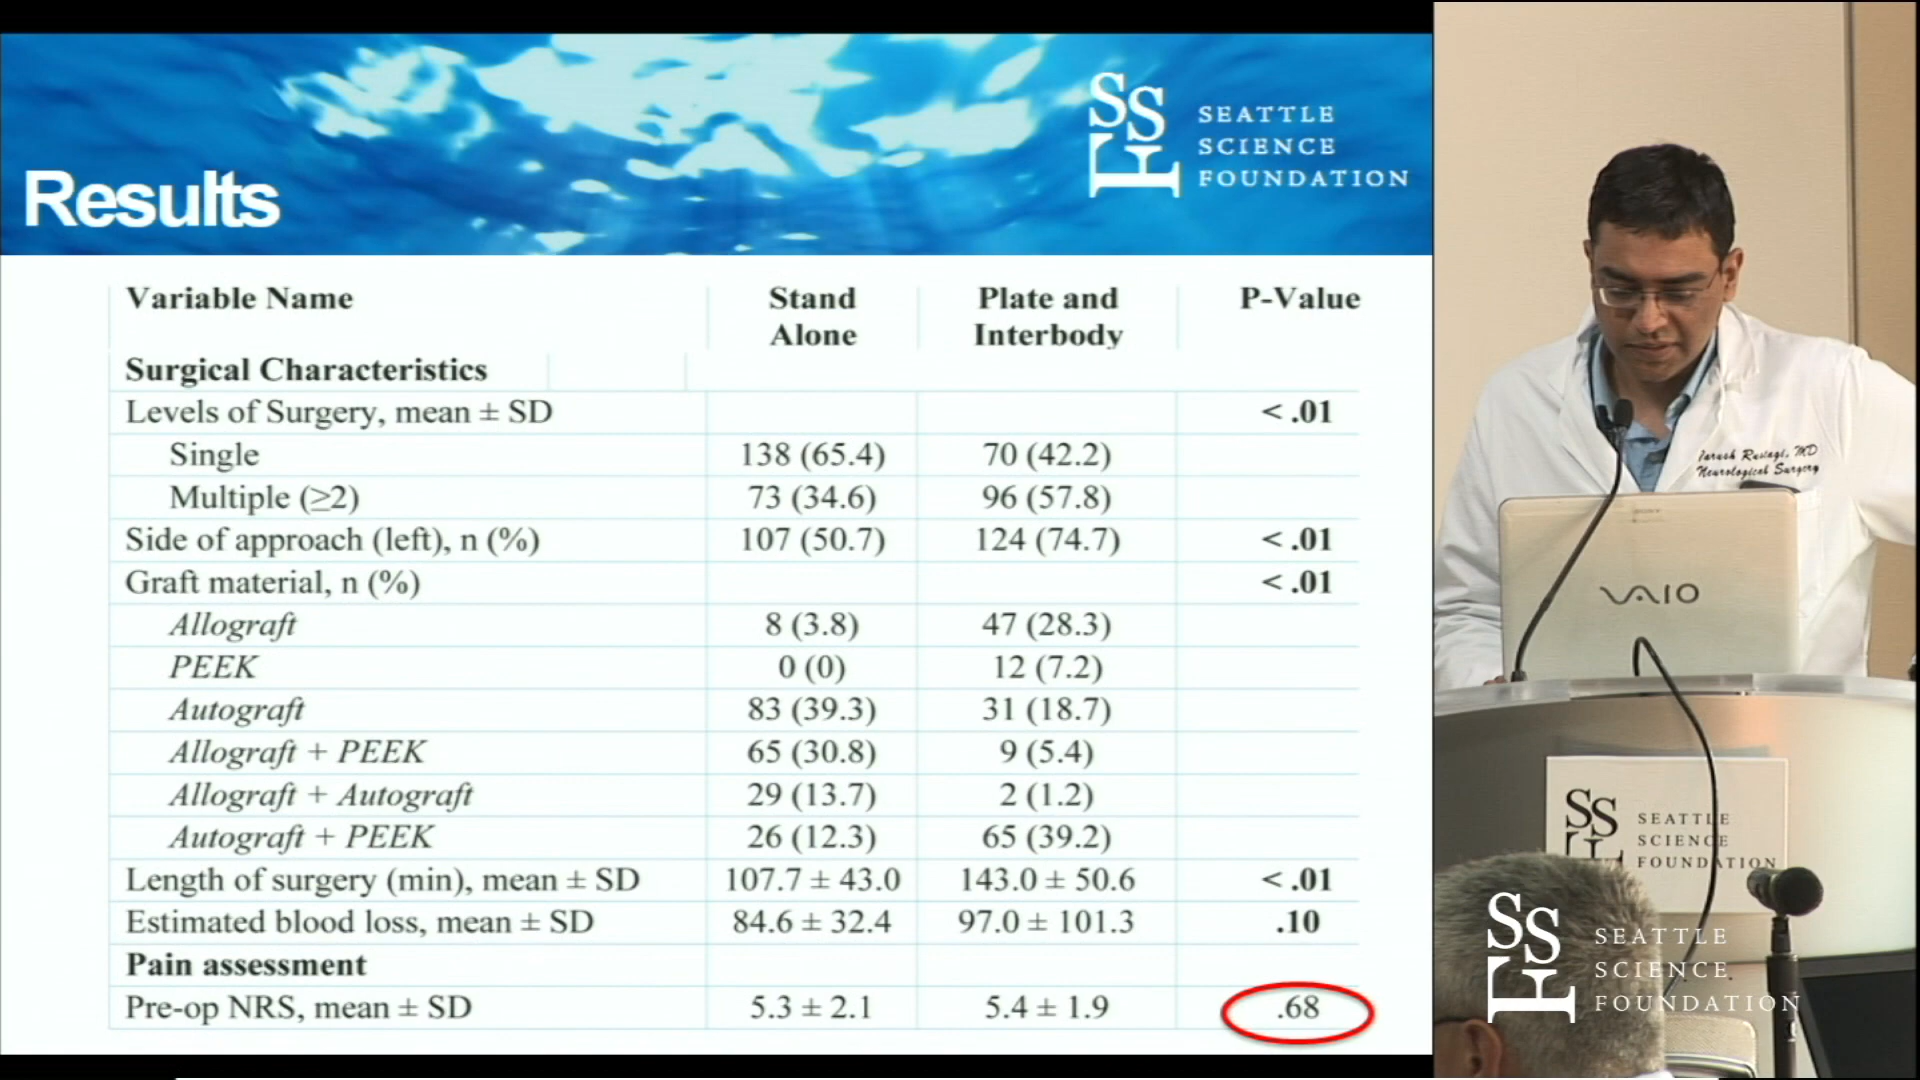 SSF
SEATTLE
SCIENCE
FOUNDATION
Results
Variable Name Stand Alone Plate and Interbody P-Value
Surgical Characteristics
Levels of Surgery, mean ± SD < .01
Single 138 (65.4) 70 (42.2)
Multiple (≥2) 73 (34.6) 96 (57.8)
Side of approach (left), n (%) 107 (50.7) 124 (74.7) < .01
Graft material, n (%) < .01
Allograft 8 (3.8) 47 (28.3)
PEEK 0 (0) 12 (7.2)
Autograft 83 (39.3) 31 (18.7)
Allograft + PEEK 65 (30.8) 9 (5.4)
Allograft + Autograft 29 (13.7) 2 (1.2)
Autograft + PEEK 26 (12.3) 65 (39.2)
Length of surgery (min), mean ± SD 107.7 ± 43.0 143.0 ± 50.6 < .01
Estimated blood loss, mean ± SD 84.6 ± 32.4 97.0 ± 101.3 .10
Pain assessment
Pre-op NRS, mean ± SD 5.3 ± 2.1 5.4 ± 1.9 .68
MD
Neurological Surgery
VAIO
SSF
SEATTLE
SCIENCE
FOUNDATION
SSF
SEATTLE
SCIENCE
FOUNDATION